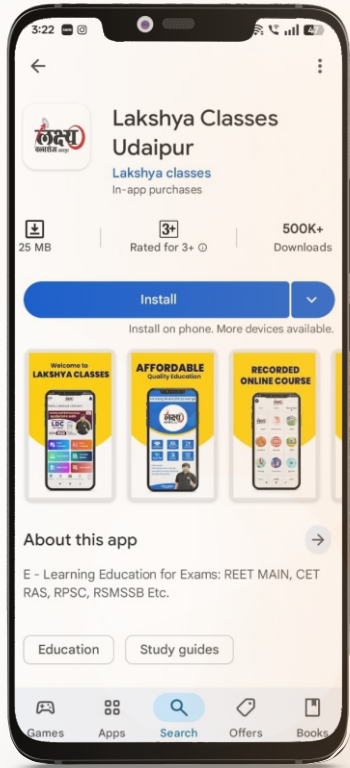 3:22
Lakshya Classes
Udaipur
Lakshya classes
In-app purchases
लक्ष्य
25 MB
3+
Rated for 3+
500K+
Downloads
Install
Install on phone. More devices available.
Welcome to
LAKSHYA CLASSES
AFFORDABLE
Quality Education
RECORDED
ONLINE COURSE
LDC
लक्ष्य
About this app
E - Learning Education for Exams: REET MAIN, CET
RAS, RPSC, RSMSSB Etc.
Education
Study guides
Games
Apps
Search
Offers
Books